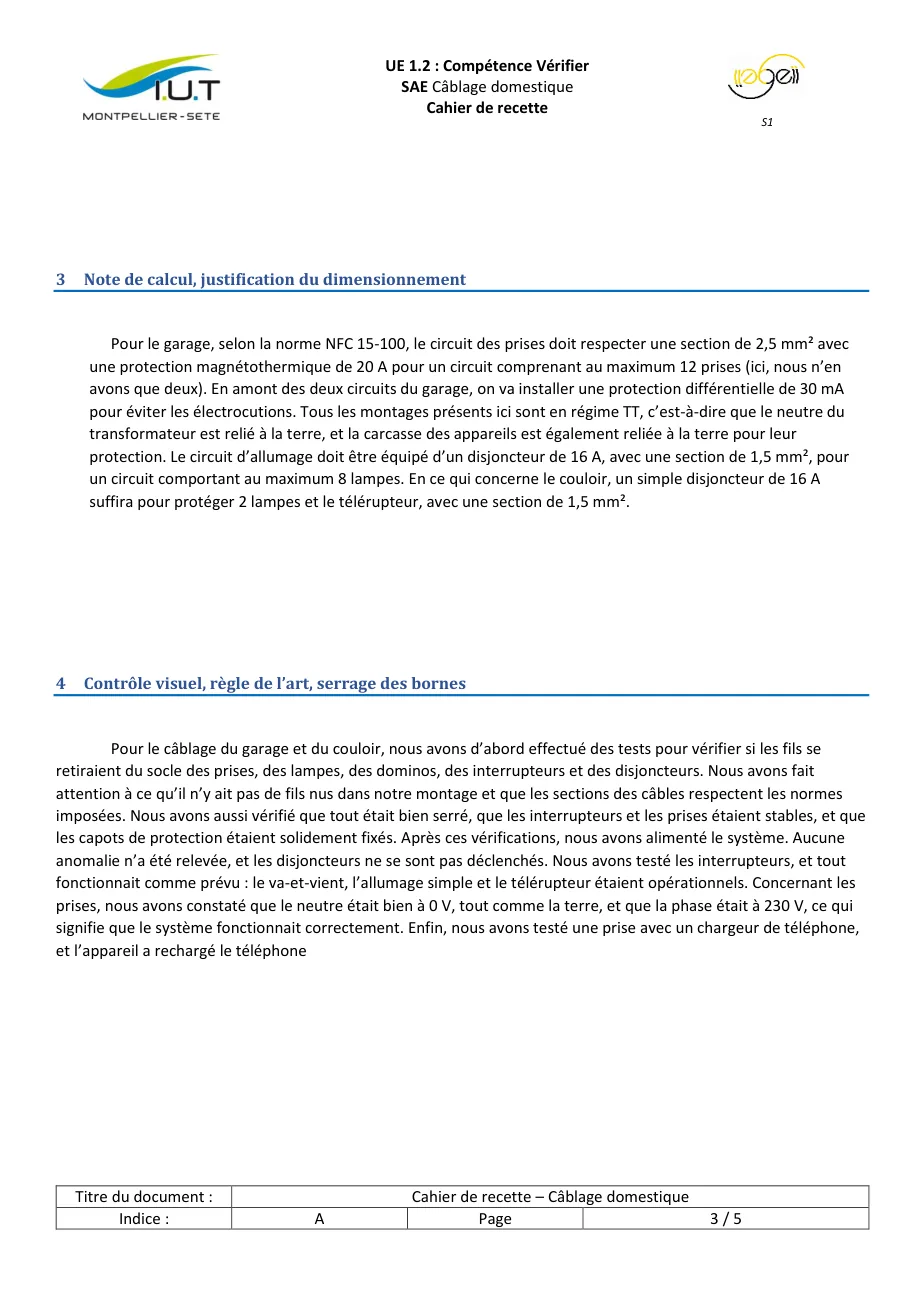 I.U.T
MONTPELLIER-SETE
UE 1.2 : Compétence Vérifier
SAE Câblage domestique
Cahier de recette
S1
3 Note de calcul, justification du dimensionnement
Pour le garage, selon la norme NFC 15-100, le circuit des prises doit respecter une section de 2,5 mm² avec
une protection magnétothermique de 20 A pour un circuit comprenant au maximum 12 prises (ici, nous n’en
avons que deux). En amont des deux circuits du garage, on va installer une protection différentielle de 30 mA
pour éviter les électrocutions. Tous les montages présents ici sont en régime TT, c’est-à-dire que le neutre du
transformateur est relié à la terre, et la carcasse des appareils est également reliée à la terre pour leur
protection. Le circuit d’allumage doit être équipé d’un disjoncteur de 16 A, avec une section de 1,5 mm², pour
un circuit comportant au maximum 8 lampes. En ce qui concerne le couloir, un simple disjoncteur de 16 A
suffira pour protéger 2 lampes et le télérupteur, avec une section de 1,5 mm².
4 Contrôle visuel, règle de l’art, serrage des bornes
Pour le câblage du garage et du couloir, nous avons d’abord effectué des tests pour vérifier si les fils se
retiraient du socle des prises, des lampes, des dominos, des interrupteurs et des disjoncteurs. Nous avons fait
attention à ce qu’il n’y ait pas de fils nus dans notre montage et que les sections des câbles respectent les normes
imposées. Nous avons aussi vérifié que tout était bien serré, que les interrupteurs et les prises étaient stables, et que
les capots de protection étaient solidement fixés. Après ces vérifications, nous avons alimenté le système. Aucune
anomalie n’a été relevée, et les disjoncteurs ne se sont pas déclenchés. Nous avons testé les interrupteurs, et tout
fonctionnait comme prévu : le va-et-vient, l’allumage simple et le télérupteur étaient opérationnels. Concernant les
prises, nous avons constaté que le neutre était bien à 0 V, tout comme la terre, et que la phase était à 230 V, ce qui
signifie que le système fonctionnait correctement. Enfin, nous avons testé une prise avec un chargeur de téléphone,
et l’appareil a rechargé le téléphone
Titre du document : Cahier de recette – Câblage domestique
Indice : A Page 3 / 5